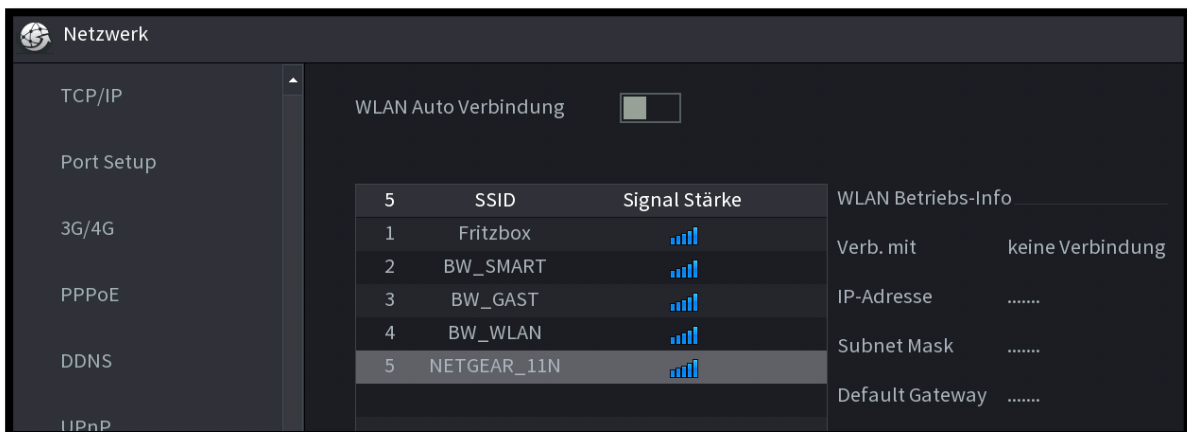 Netzwerk
TCP/IP
Port Setup
3G/4G
PPPoE
DDNS
UPnP
WLAN Auto Verbindung
5 SSID Signal Stärke
1 Fritzbox
2 BW_SMART
3 BW_GAST
4 BW_WLAN
5 NETGEAR_11N
WLAN Betriebs-Info
Verb. mit keine Verbindung
IP-Adresse .......
Subnet Mask .......
Default Gateway .......